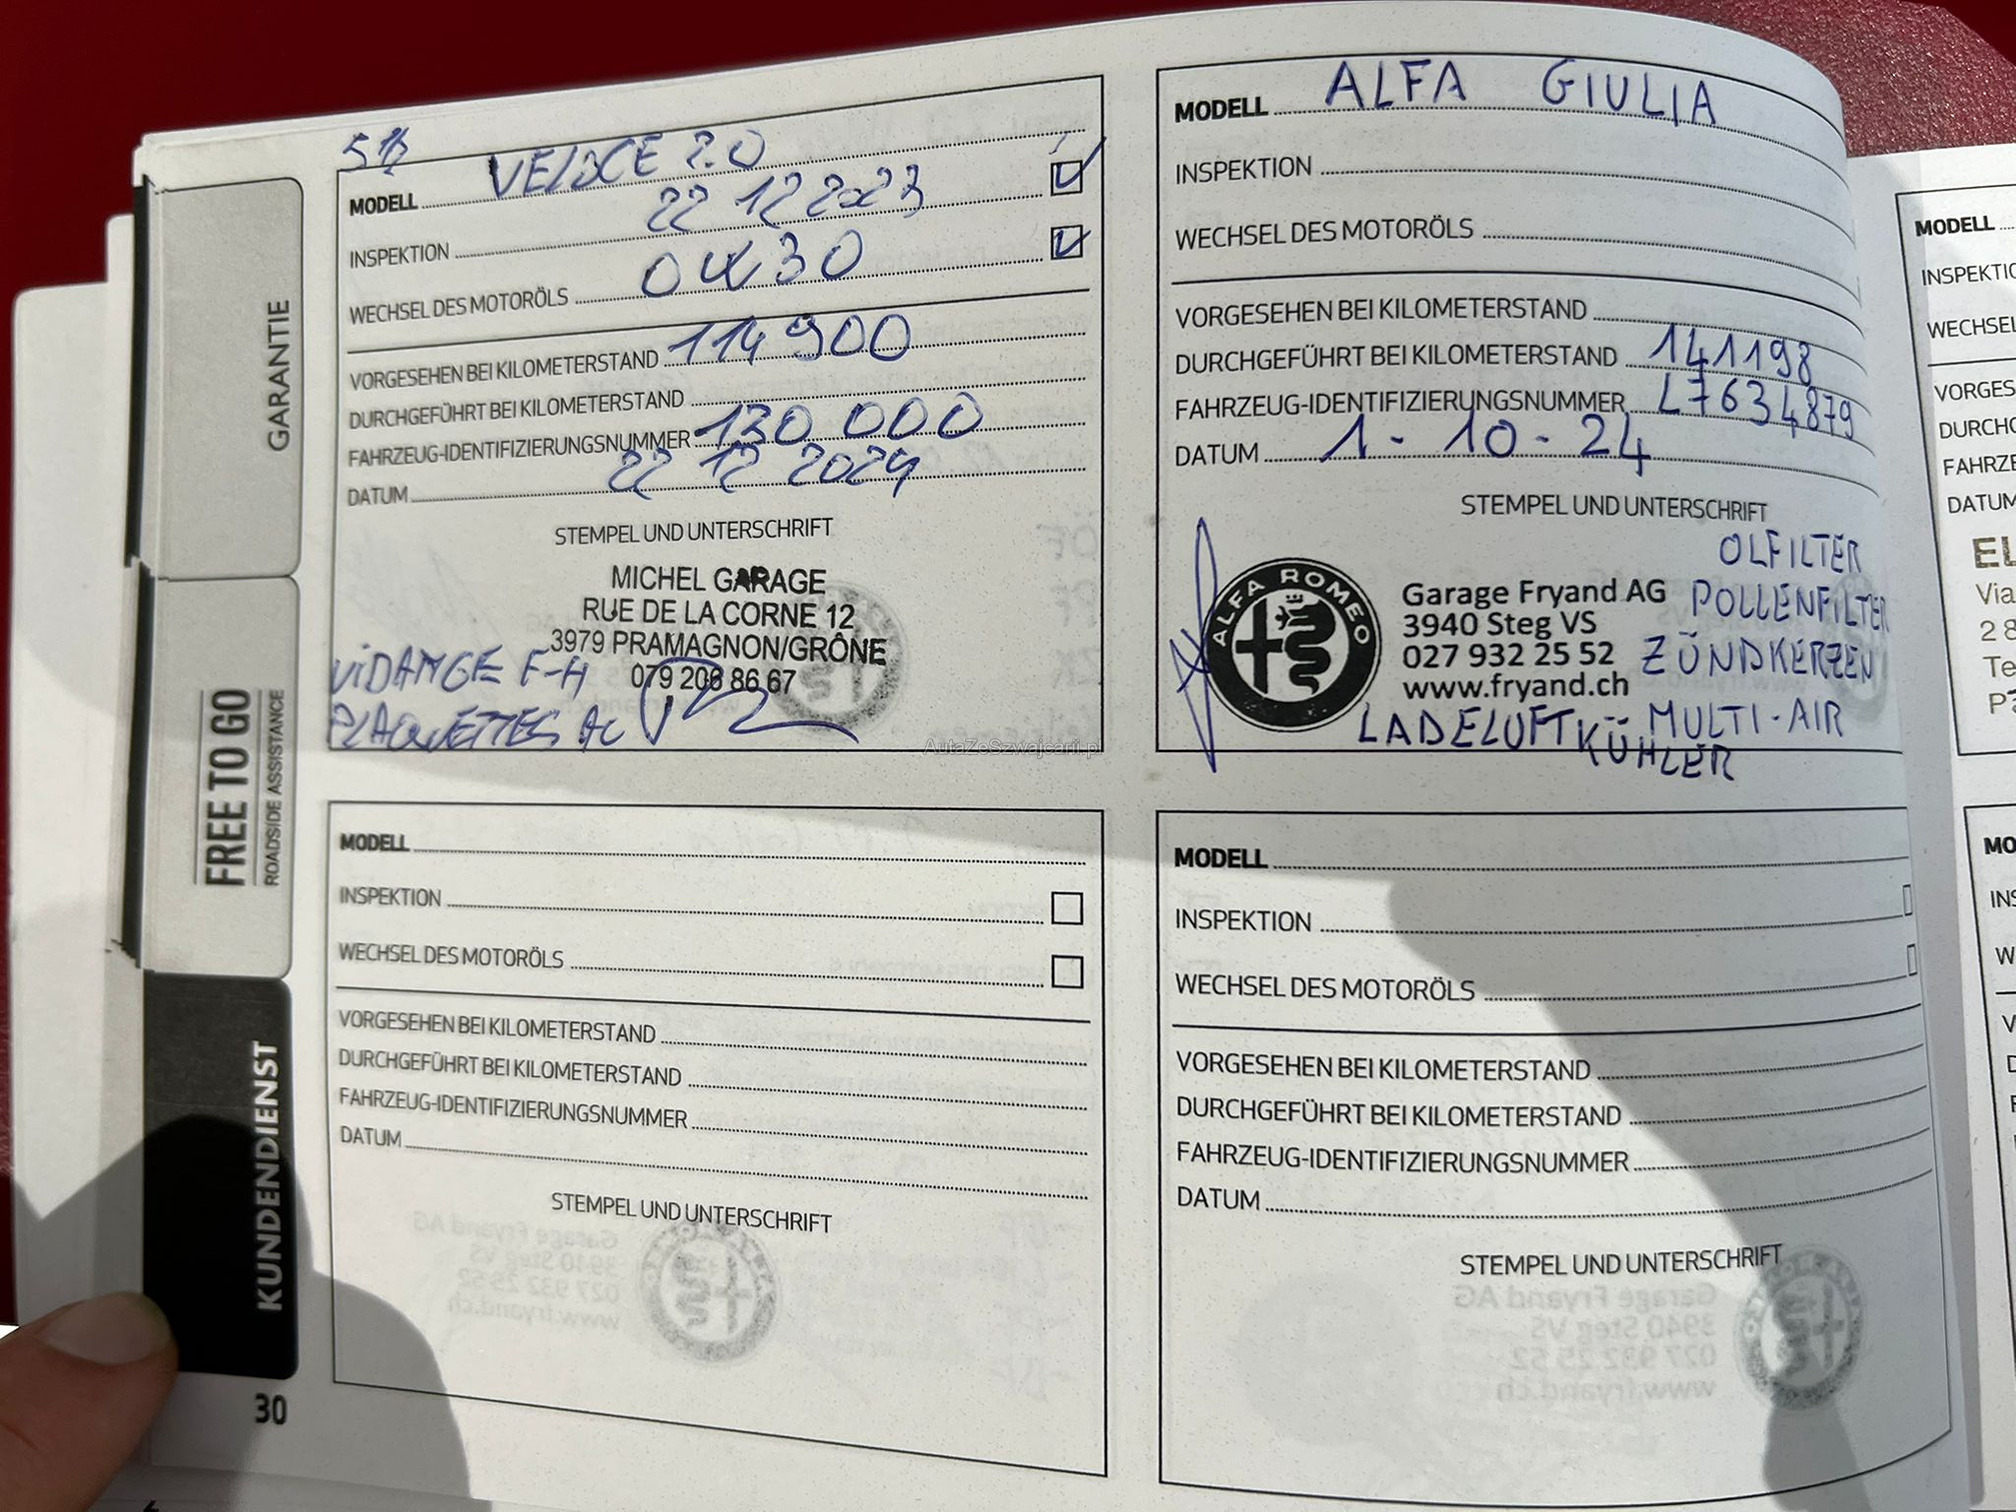 GARANTIE
FREE TO GO
ROADSIDE ASSISTANCE
KUNDENDIENST
30
MODELL VELOCE 2.0
INSPEKTION 22 12 2023
WECHSEL DES MOTORÖLS 0W30
VORGESEHEN BEI KILOMETERSTAND 114900
DURCHGEFÜHRT BEI KILOMETERSTAND
FAHRZEUG-IDENTIFIZIERUNGSNUMMER 130 000
DATUM 22 12 2024
STEMPEL UND UNTERSCHRIFT
MICHEL GARAGE
RUE DE LA CORNE 12
3979 PRAMAGNON/GRÔNE
079 206 86 67
VIDANGE F-H
PLAQUETTES
AutaZeSzwajcarii.pl
MODELL ALFA GIULIA
INSPEKTION
WECHSEL DES MOTORÖLS
VORGESEHEN BEI KILOMETERSTAND
DURCHGEFÜHRT BEI KILOMETERSTAND 141198
FAHRZEUG-IDENTIFIZIERUNGSNUMMER L7634879
DATUM 1-10-24
STEMPEL UND UNTERSCHRIFT
ALFA ROMEO
Garage Fryand AG
3940 Steg VS
027 932 25 52
www.fryand.ch
OLFILTER
POLLENFILTER
ZÜNDKERZEN
MULTI-AIR
LADELUFTKÜHLER
MODELL
INSPEKTION
WECHSEL DES MOTORÖLS
VORGESEHEN BEI KILOMETERSTAND
DURCHGEFÜHRT BEI KILOMETERSTAND
FAHRZEUG-IDENTIFIZIERUNGSNUMMER
DATUM
STEMPEL UND UNTERSCHRIFT
MODELL
INSPEKTION
WECHSEL DES MOTORÖLS
VORGESEHEN BEI KILOMETERSTAND
DURCHGEFÜHRT BEI KILOMETERSTAND
FAHRZEUG-IDENTIFIZIERUNGSNUMMER
DATUM
STEMPEL UND UNTERSCHRIFT
MODELL
DATUM
Via